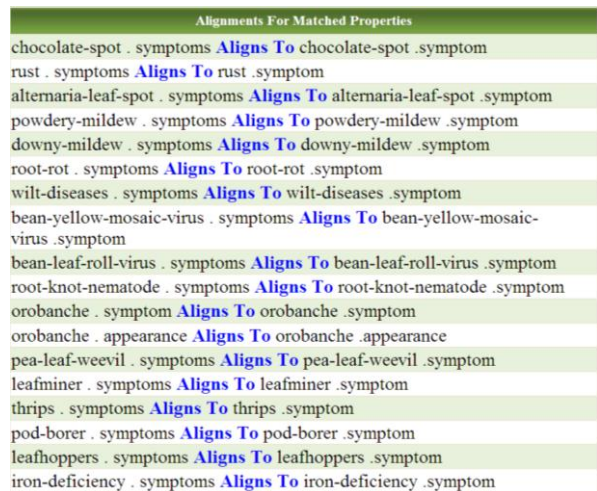 Alignments For Matched Properties
chocolate-spot . symptoms Aligns To chocolate-spot .symptom
rust . symptoms Aligns To rust .symptom
alternaria-leaf-spot . symptoms Aligns To alternaria-leaf-spot .symptom
powdery-mildew . symptoms Aligns To powdery-mildew .symptom
downy-mildew . symptoms Aligns To downy-mildew .symptom
root-rot . symptoms Aligns To root-rot .symptom
wilt-diseases . symptoms Aligns To wilt-diseases .symptom
bean-yellow-mosaic-virus . symptoms Aligns To bean-yellow-mosaic-
virus .symptom
bean-leaf-roll-virus . symptoms Aligns To bean-leaf-roll-virus .symptom
root-knot-nematode . symptoms Aligns To root-knot-nematode .symptom
orobanche . symptom Aligns To orobanche .symptom
orobanche . appearance Aligns To orobanche .appearance
pea-leaf-weevil . symptoms Aligns To pea-leaf-weevil .symptom
leafminer . symptoms Aligns To leafminer .symptom
thrips . symptoms Aligns To thrips .symptom
pod-borer . symptoms Aligns To pod-borer .symptom
leafhoppers . symptoms Aligns To leafhoppers .symptom
iron-deficiency . symptoms Aligns To iron-deficiency .symptom